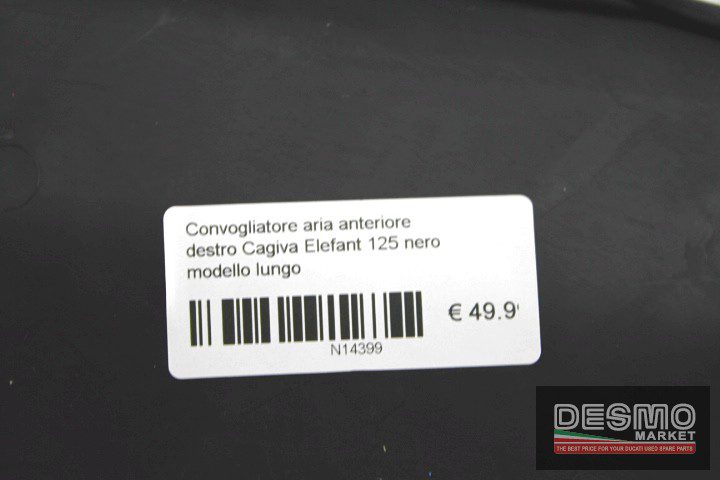 Convogliatore aria anteriore
destro Cagiva Elefant 125 nero
modello lungo
€ 49.9
N14399
DESMO
MARKET
THE BEST PRICE FOR YOUR DUCATI USED SPARE PARTS